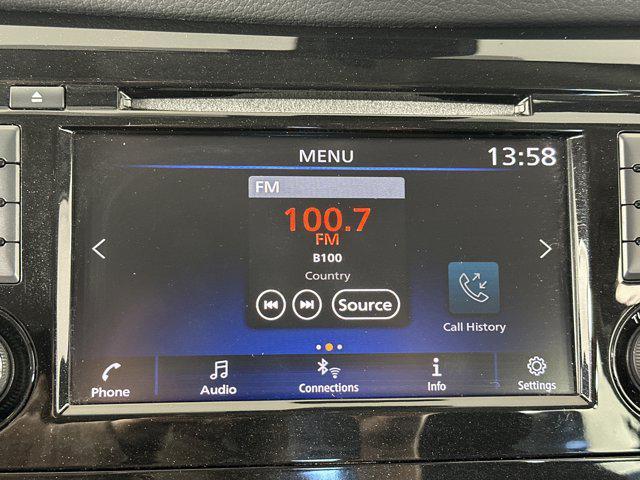 MENU
13:58
FM
100.7
FM
B100
Country
Source
Call History
Phone
Audio
Connections
Info
Settings